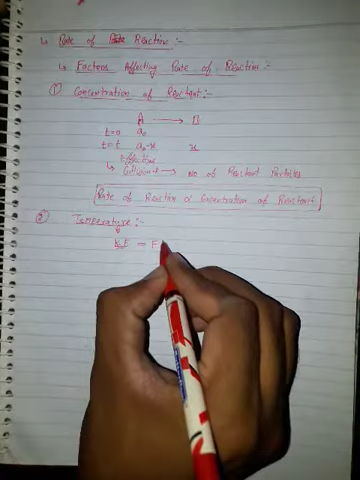 ↳ Rate of Reaction :-
↳ Factors Affecting Rate of Reaction :-
① Concentration of Reactant :-
A → B
t=0 a₀
t=t a₀-x x
Effective
↳ Collisions → No of Reactant Particles
Rate of Reaction α Concentration of Reactant
② Temperature :-
↓
K.E = F